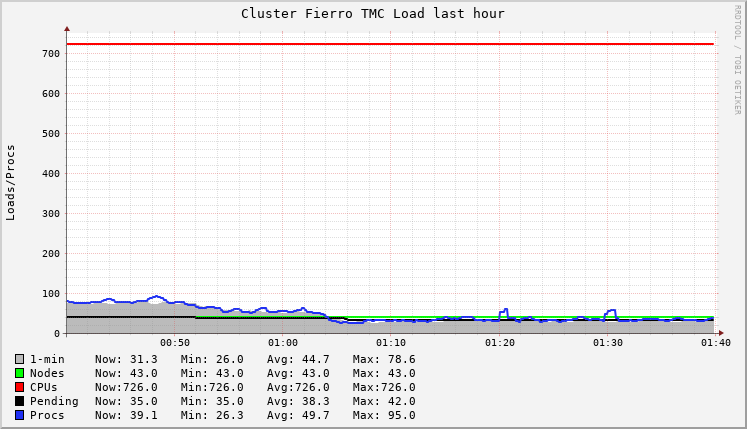 Cluster Fierro TMC Load last hour
RRDTOOL / TOBI OETIKER
Loads/Procs
700
600
500
400
300
200
100
0
00:50 01:00 01:10 01:20 01:30 01:40
1-min Now: 31.3 Min: 26.0 Avg: 44.7 Max: 78.6
Nodes Now: 43.0 Min: 43.0 Avg: 43.0 Max: 43.0
CPUs Now:726.0 Min:726.0 Avg:726.0 Max:726.0
Pending Now: 35.0 Min: 35.0 Avg: 38.3 Max: 42.0
Procs Now: 39.1 Min: 26.3 Avg: 49.7 Max: 95.0